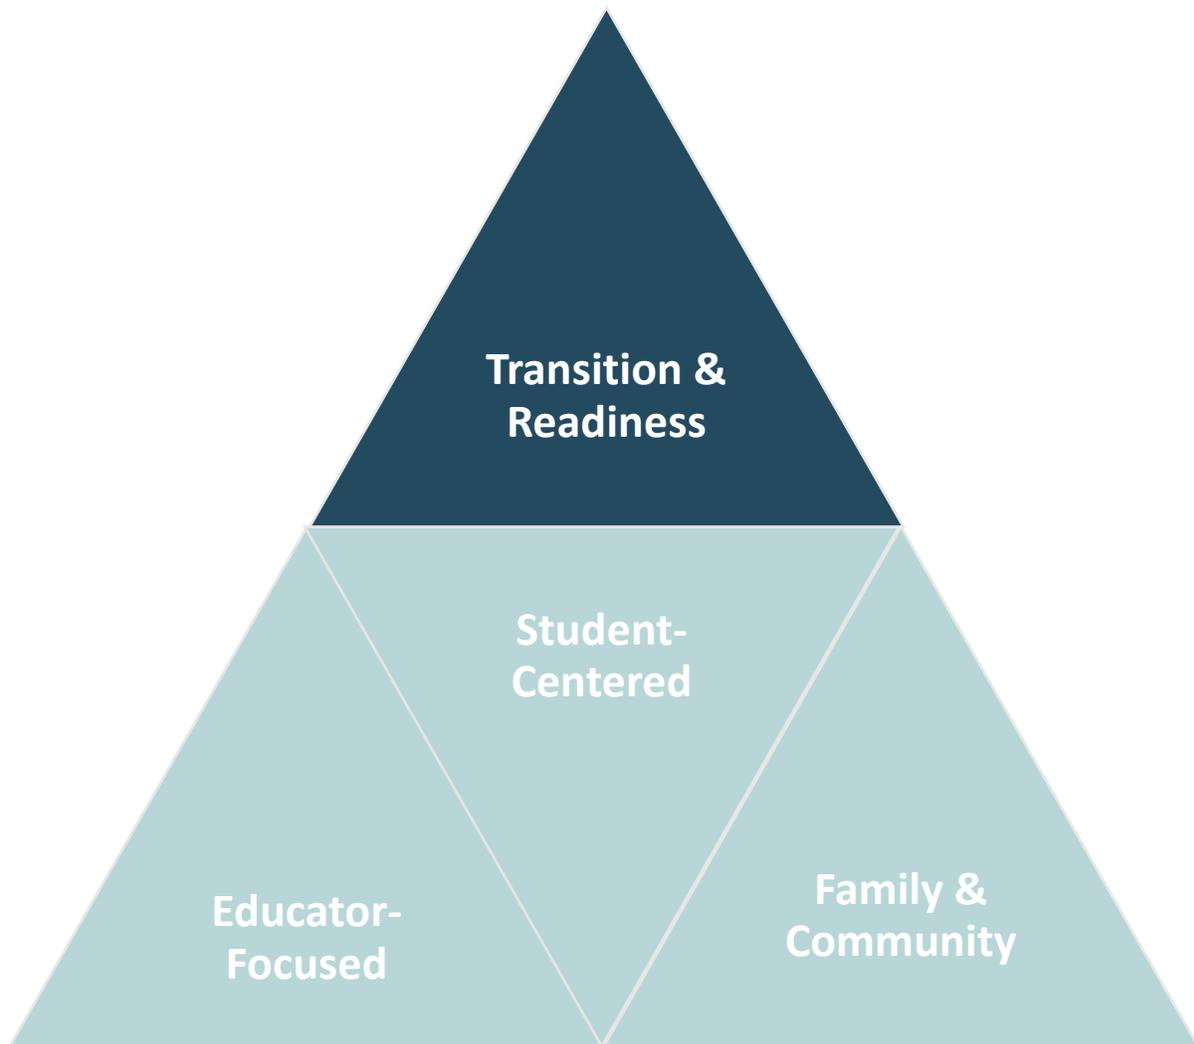 Transition &
Readiness
Student-
Centered
Educator-
Focused
Family &
Community